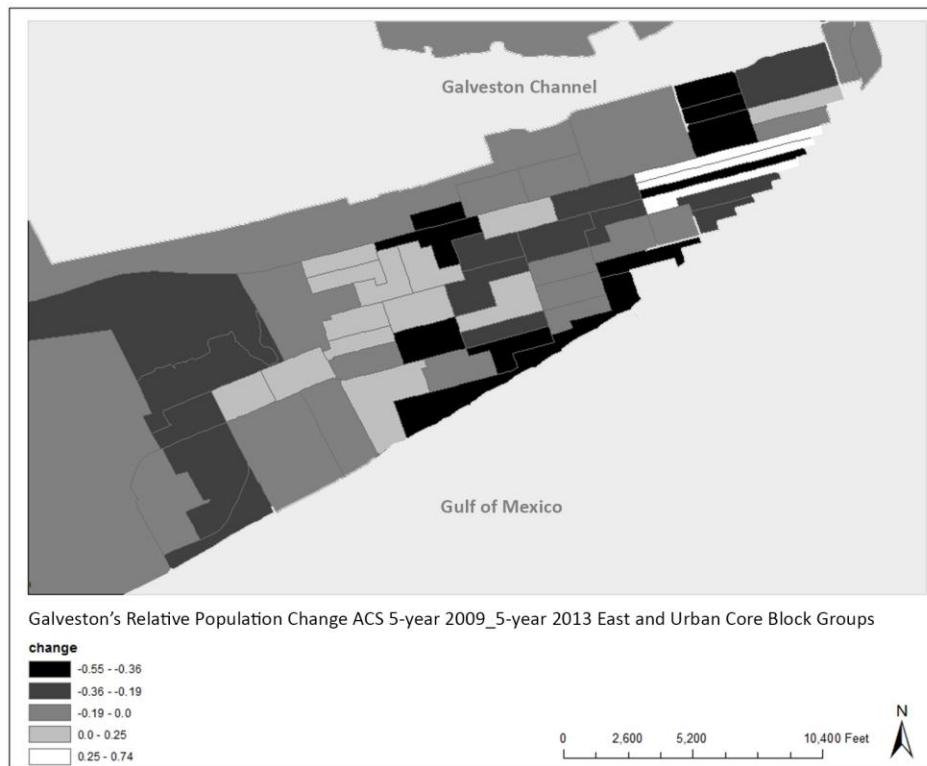 Galveston Channel
Gulf of Mexico
Galveston’s Relative Population Change ACS 5-year 2009_5-year 2013 East and Urban Core Block Groups
change
-0.55 - -0.36
-0.36 - -0.19
-0.19 - 0.0
0.0 - 0.25
0.25 - 0.74
N
0 2,600 5,200 10,400 Feet